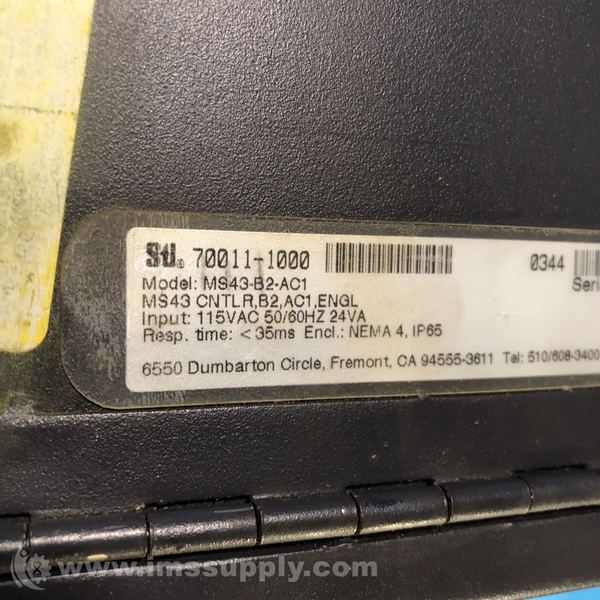 Sti® 70011-1000 0344
Model: MS43-B2-AC1 Seri
MS43 CNTLR,B2,AC1,ENGL
Input: 115VAC 50/60HZ 24VA
Resp. time: <35ms Encl.: NEMA 4, IP65
6550 Dumbarton Circle, Fremont, CA 94555-3611 Tel: 510/608-3400
www.imssupply.com